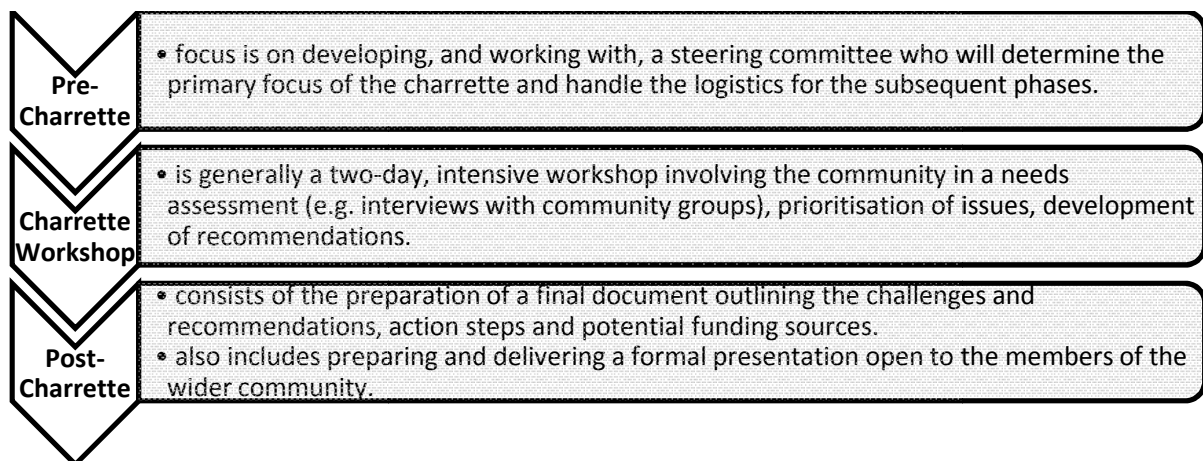 Pre-
Charrette
• focus is on developing, and working with, a steering committee who will determine the
primary focus of the charrette and handle the logistics for the subsequent phases.
Charrette
Workshop
• is generally a two-day, intensive workshop involving the community in a needs
assessment (e.g. interviews with community groups), prioritisation of issues, development
of recommendations.
Post-
Charrette
• consists of the preparation of a final document outlining the challenges and
recommendations, action steps and potential funding sources.
• also includes preparing and delivering a formal presentation open to the members of the
wider community.